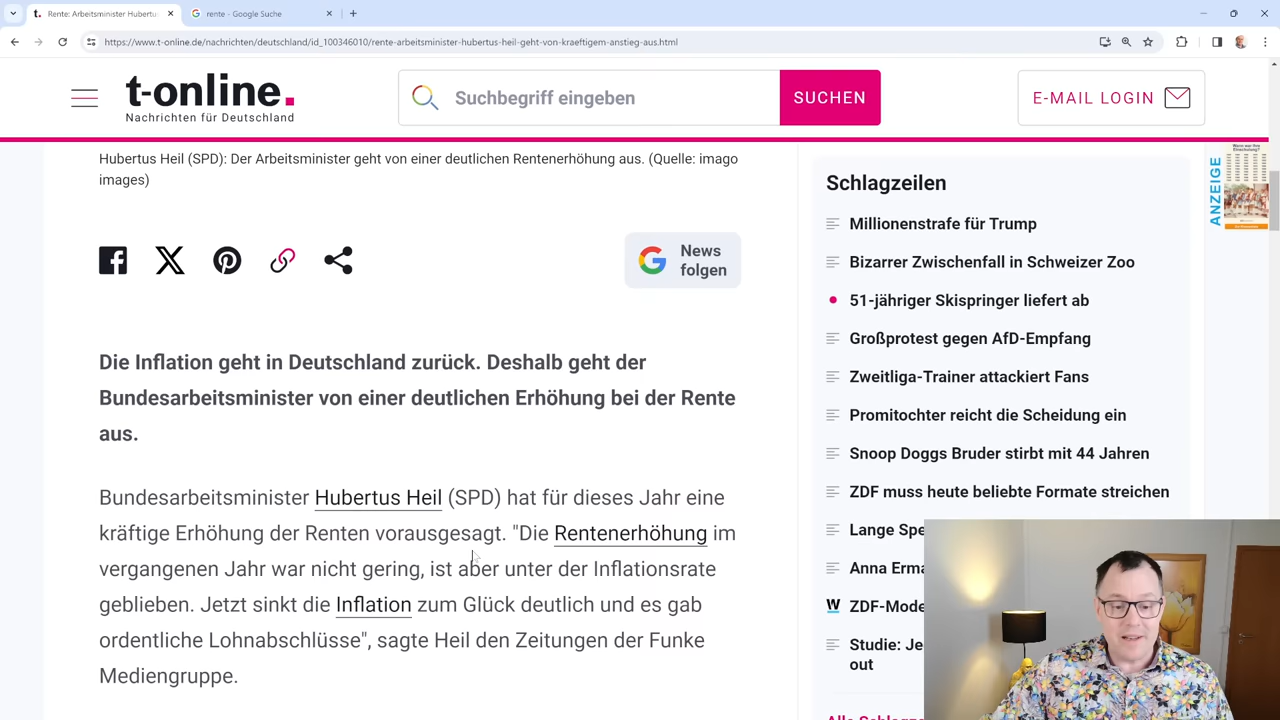 Rente: Arbeitsminister Hubertu
rente - Google Suche
https://www.t-online.de/nachrichten/deutschland/id_100346010/rente-arbeitsminister-hubertus-heil-geht-von-kraeftigem-anstieg-aus.html
t-online.
Nachrichten für Deutschland
Suchbegriff eingeben
SUCHEN
E-MAIL LOGIN
Hubertus Heil (SPD): Der Arbeitsminister geht von einer deutlichen Rentenerhöhung aus. (Quelle: imago
images)
News
folgen
Die Inflation geht in Deutschland zurück. Deshalb geht der
Bundesarbeitsminister von einer deutlichen Erhöhung bei der Rente
aus.
Bundesarbeitsminister Hubertus Heil (SPD) hat für dieses Jahr eine
kräftige Erhöhung der Renten vorausgesagt. "Die Rentenerhöhung im
vergangenen Jahr war nicht gering, ist aber unter der Inflationsrate
geblieben. Jetzt sinkt die Inflation zum Glück deutlich und es gab
ordentliche Lohnabschlüsse", sagte Heil den Zeitungen der Funke
Mediengruppe.
Schlagzeilen
Millionenstrafe für Trump
Bizarrer Zwischenfall in Schweizer Zoo
51-jähriger Skispringer liefert ab
Großprotest gegen AfD-Empfang
Zweitliga-Trainer attackiert Fans
Promitochter reicht die Scheidung ein
Snoop Doggs Bruder stirbt mit 44 Jahren
ZDF muss heute beliebte Formate streichen
Lange Spe
Anna Erma
W ZDF-Mode
Studie: Je
out
ANZEIGE